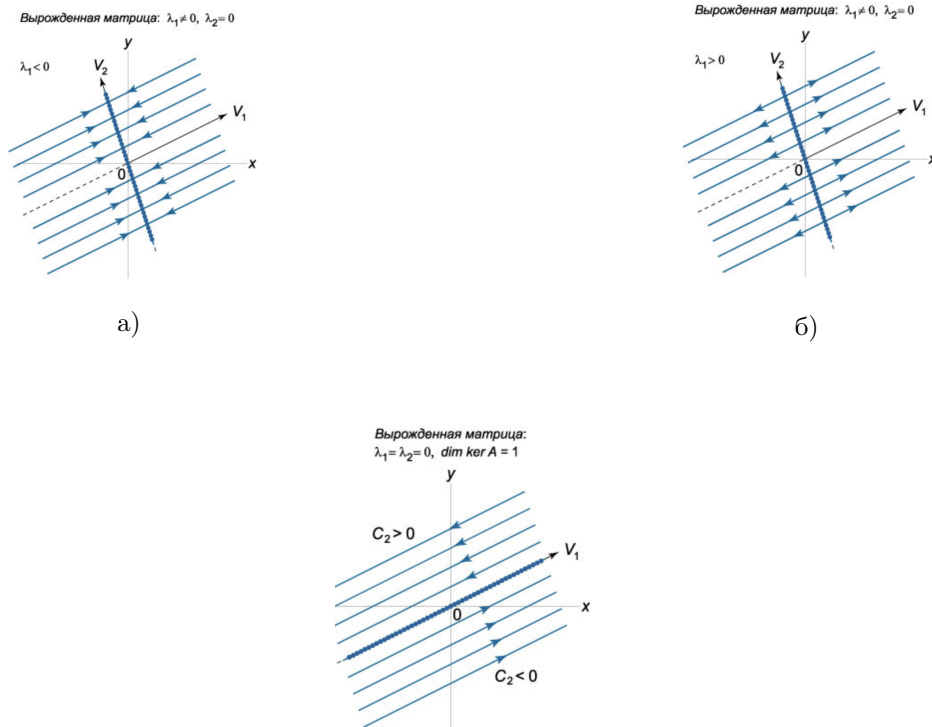 Вырожденная матрица: λ₁≠0, λ₂=0
λ₁<0
y
V₂
V₁
x
0
а)
Вырожденная матрица: λ₁≠0, λ₂=0
λ₁>0
y
V₂
V₁
x
0
б)
Вырожденная матрица:
λ₁=λ₂=0, dim ker A = 1
y
C₂>0
V₁
x
0
C₂<0